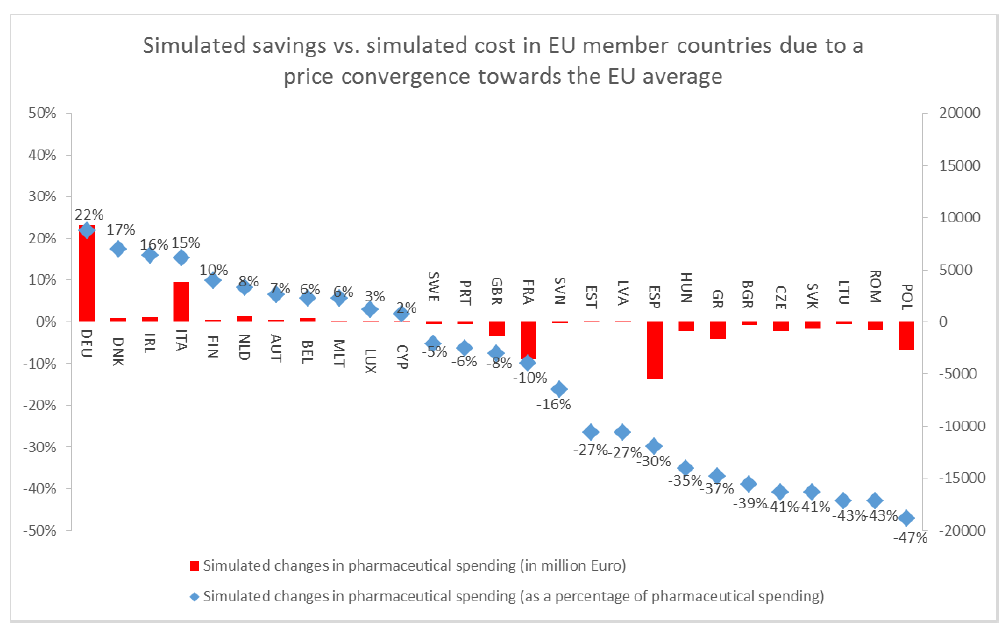 Simulated savings vs. simulated cost in EU member countries due to a
price convergence towards the EU average
50%
40%
30%
20%
10%
0%
-10%
-20%
-30%
-40%
-50%
20000
15000
10000
5000
0
-5000
-10000
-15000
-20000
22%
17%
16%
15%
10%
8%
7%
6%
6%
3%
2%
-5%
-6%
-8%
-10%
-16%
-27%
-27%
-30%
-35%
-37%
-39%
-41%
-41%
-43%
-43%
-47%
DEU
DNK
IRL
ITA
FIN
NLD
AUT
BEL
MLT
LUX
CYP
SWE
PRT
GBR
FRA
SVN
EST
LVA
ESP
HUN
GR
BGR
CZE
SVK
LTU
ROM
POL
Simulated changes in pharmaceutical spending (in million Euro)
Simulated changes in pharmaceutical spending (as a percentage of pharmaceutical spending)